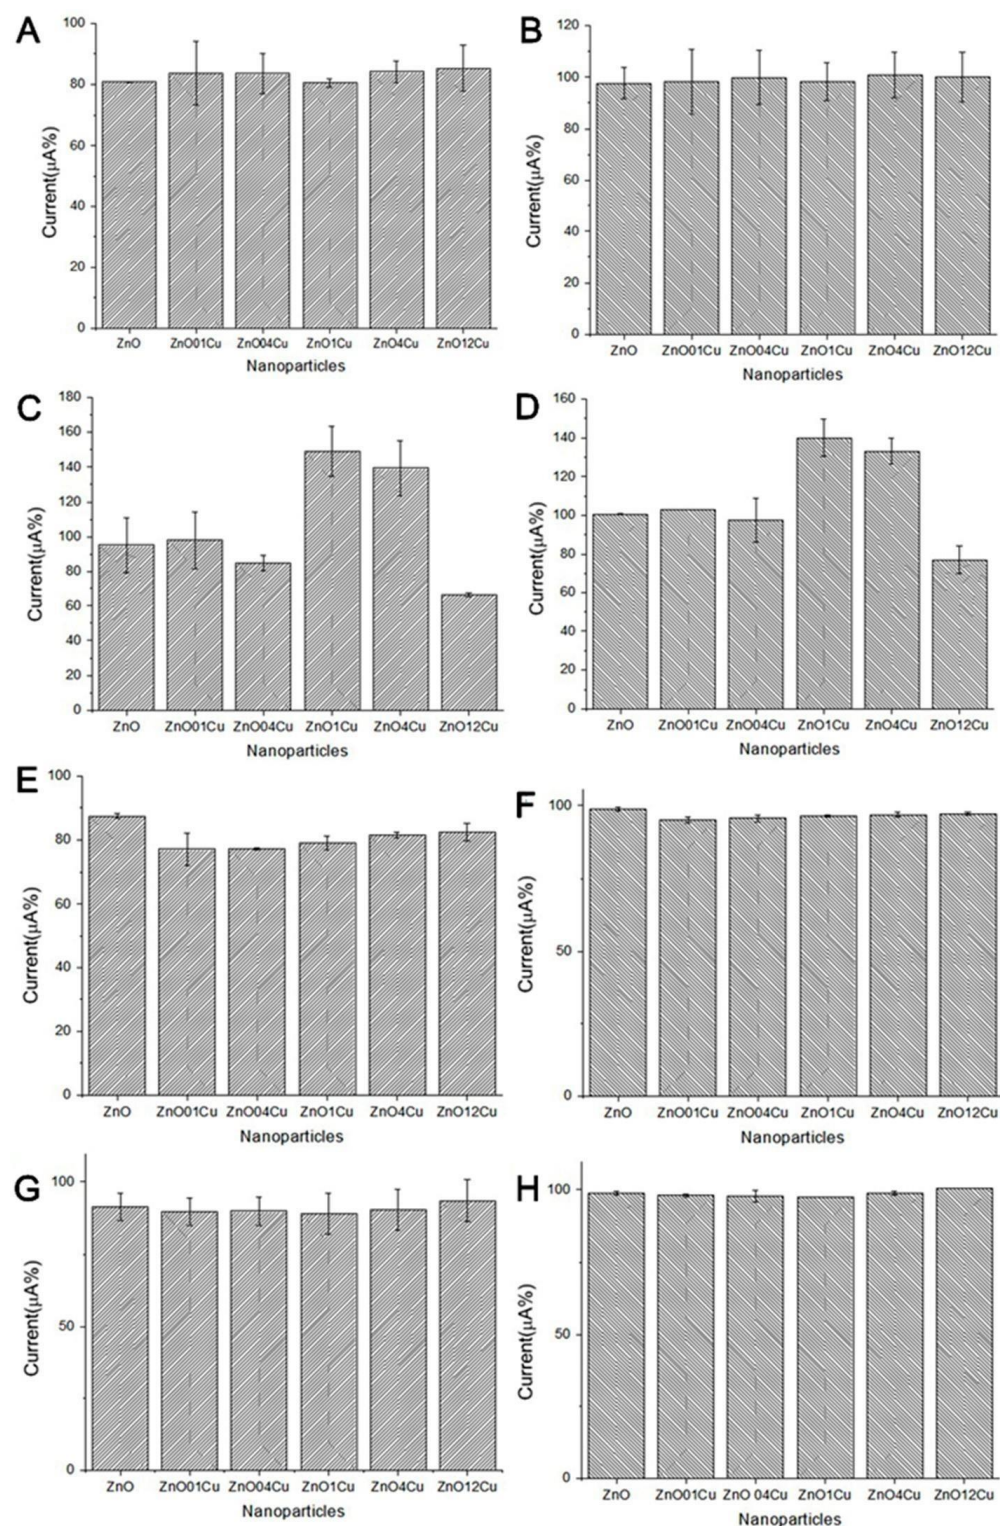 A
Current(μA%)
100
80
60
40
20
0
ZnO ZnO01Cu ZnO04Cu ZnO1Cu ZnO4Cu ZnO12Cu
Nanoparticles
B
Current(μA%)
120
100
80
60
40
20
0
ZnO ZnO01Cu ZnO04Cu ZnO1Cu ZnO4Cu ZnO12Cu
Nanoparticles
C
Current(μA%)
180
160
140
120
100
80
60
40
20
0
ZnO ZnO01Cu ZnO04Cu ZnO1Cu ZnO4Cu ZnO12Cu
Nanoparticles
D
Current(μA%)
160
140
120
100
80
60
40
20
0
ZnO ZnO01Cu ZnO04Cu ZnO1Cu ZnO4Cu ZnO12Cu
Nanoparticles
E
Current(μA%)
100
80
60
40
20
0
ZnO ZnO01Cu ZnO04Cu ZnO1Cu ZnO4Cu ZnO12Cu
Nanoparticles
F
Current(μA%)
100
50
0
ZnO ZnO01Cu ZnO04Cu ZnO1Cu ZnO4Cu ZnO12Cu
Nanoparticles
G
Current(μA%)
100
50
0
ZnO ZnO01Cu ZnO04Cu ZnO1Cu ZnO4Cu ZnO12Cu
Nanoparticles
H
Current(μA%)
100
50
0
ZnO ZnO01Cu ZnO 04Cu ZnO1Cu ZnO4Cu ZnO12Cu
Nanoparticles